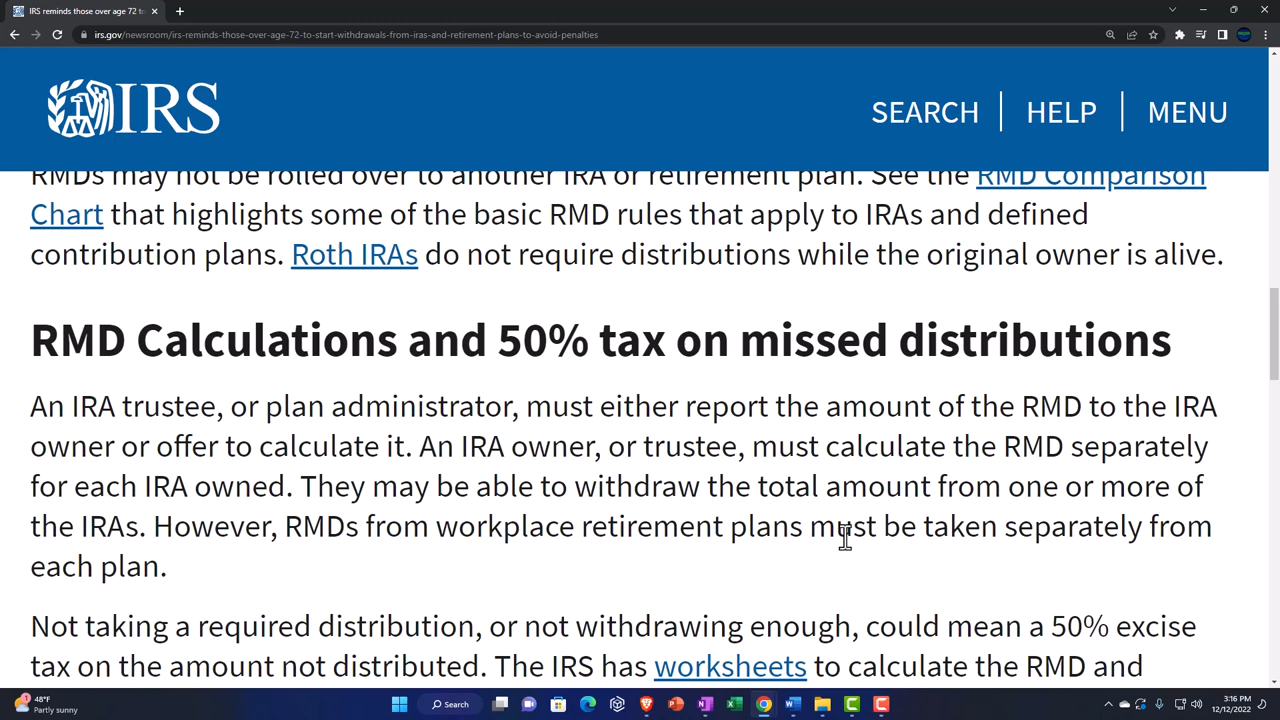 IRS reminds those over age 72 to
irs.gov/newsroom/irs-reminds-those-over-age-72-to-start-withdrawals-from-iras-and-retirement-plans-to-avoid-penalties
IRS
SEARCH HELP MENU
RMDs may not be rolled over to another IRA or retirement plan. See the RMD Comparison
Chart that highlights some of the basic RMD rules that apply to IRAs and defined
contribution plans. Roth IRAs do not require distributions while the original owner is alive.
RMD Calculations and 50% tax on missed distributions
An IRA trustee, or plan administrator, must either report the amount of the RMD to the IRA
owner or offer to calculate it. An IRA owner, or trustee, must calculate the RMD separately
for each IRA owned. They may be able to withdraw the total amount from one or more of
the IRAs. However, RMDs from workplace retirement plans must be taken separately from
each plan.
Not taking a required distribution, or not withdrawing enough, could mean a 50% excise
tax on the amount not distributed. The IRS has worksheets to calculate the RMD and
1
48°F
Partly sunny
Search
3:16 PM
12/12/2022